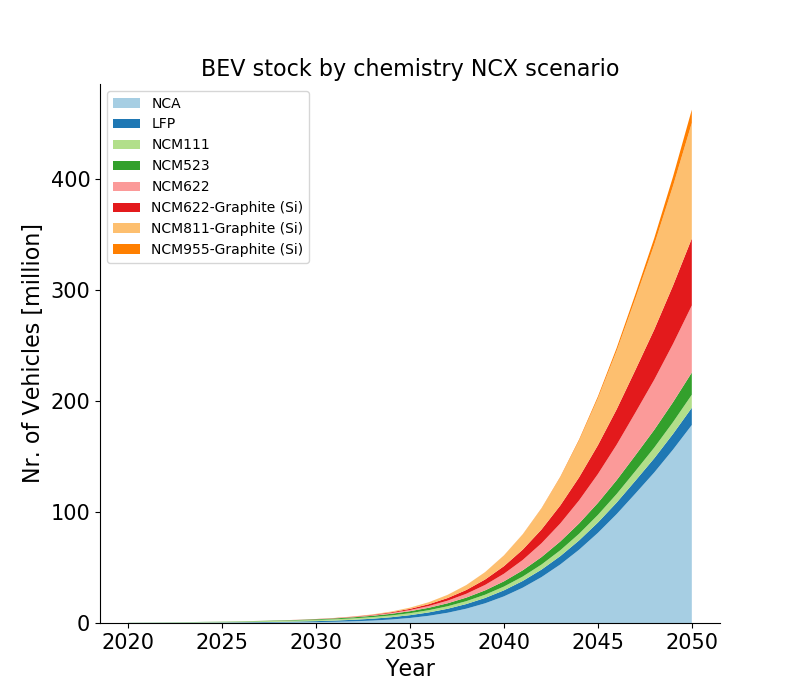 BEV stock by chemistry NCX scenario
NCA
LFP
NCM111
NCM523
NCM622
NCM622-Graphite (Si)
NCM811-Graphite (Si)
NCM955-Graphite (Si)
Nr. of Vehicles [million]
400
300
200
100
0
2020 2025 2030 2035 2040 2045 2050
Year